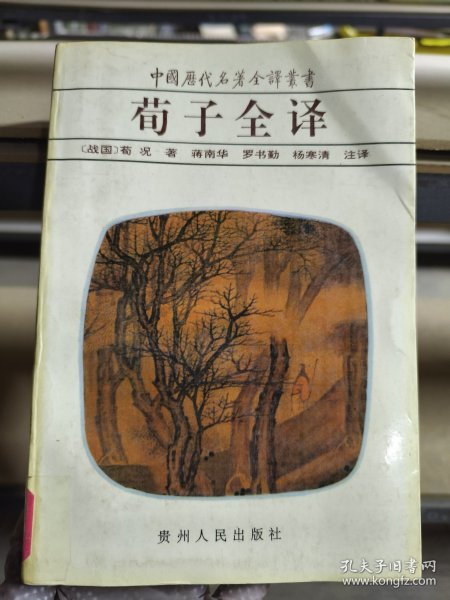 中國歷代名著全譯叢書
荀子全译
〔战国〕荀况 著 蒋南华 罗书勤 杨寒清 注译
贵州人民出版社
孔夫子旧书网
www.kongfz.com